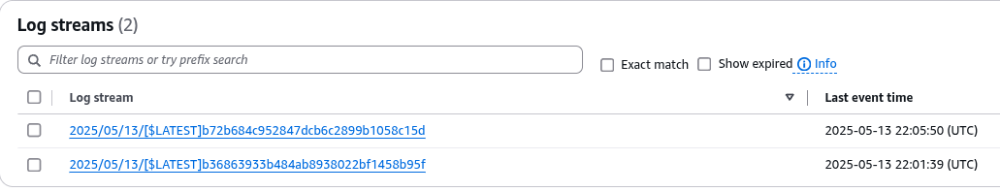 Log streams (2)
Filter log streams or try prefix search
Exact match
Show expired
Info
Log stream
Last event time
2025/05/13/[$LATEST]b72b684c952847dcb6c2899b1058c15d
2025-05-13 22:05:50 (UTC)
2025/05/13/[$LATEST]b36863933b484ab8938022bf1458b95f
2025-05-13 22:01:39 (UTC)